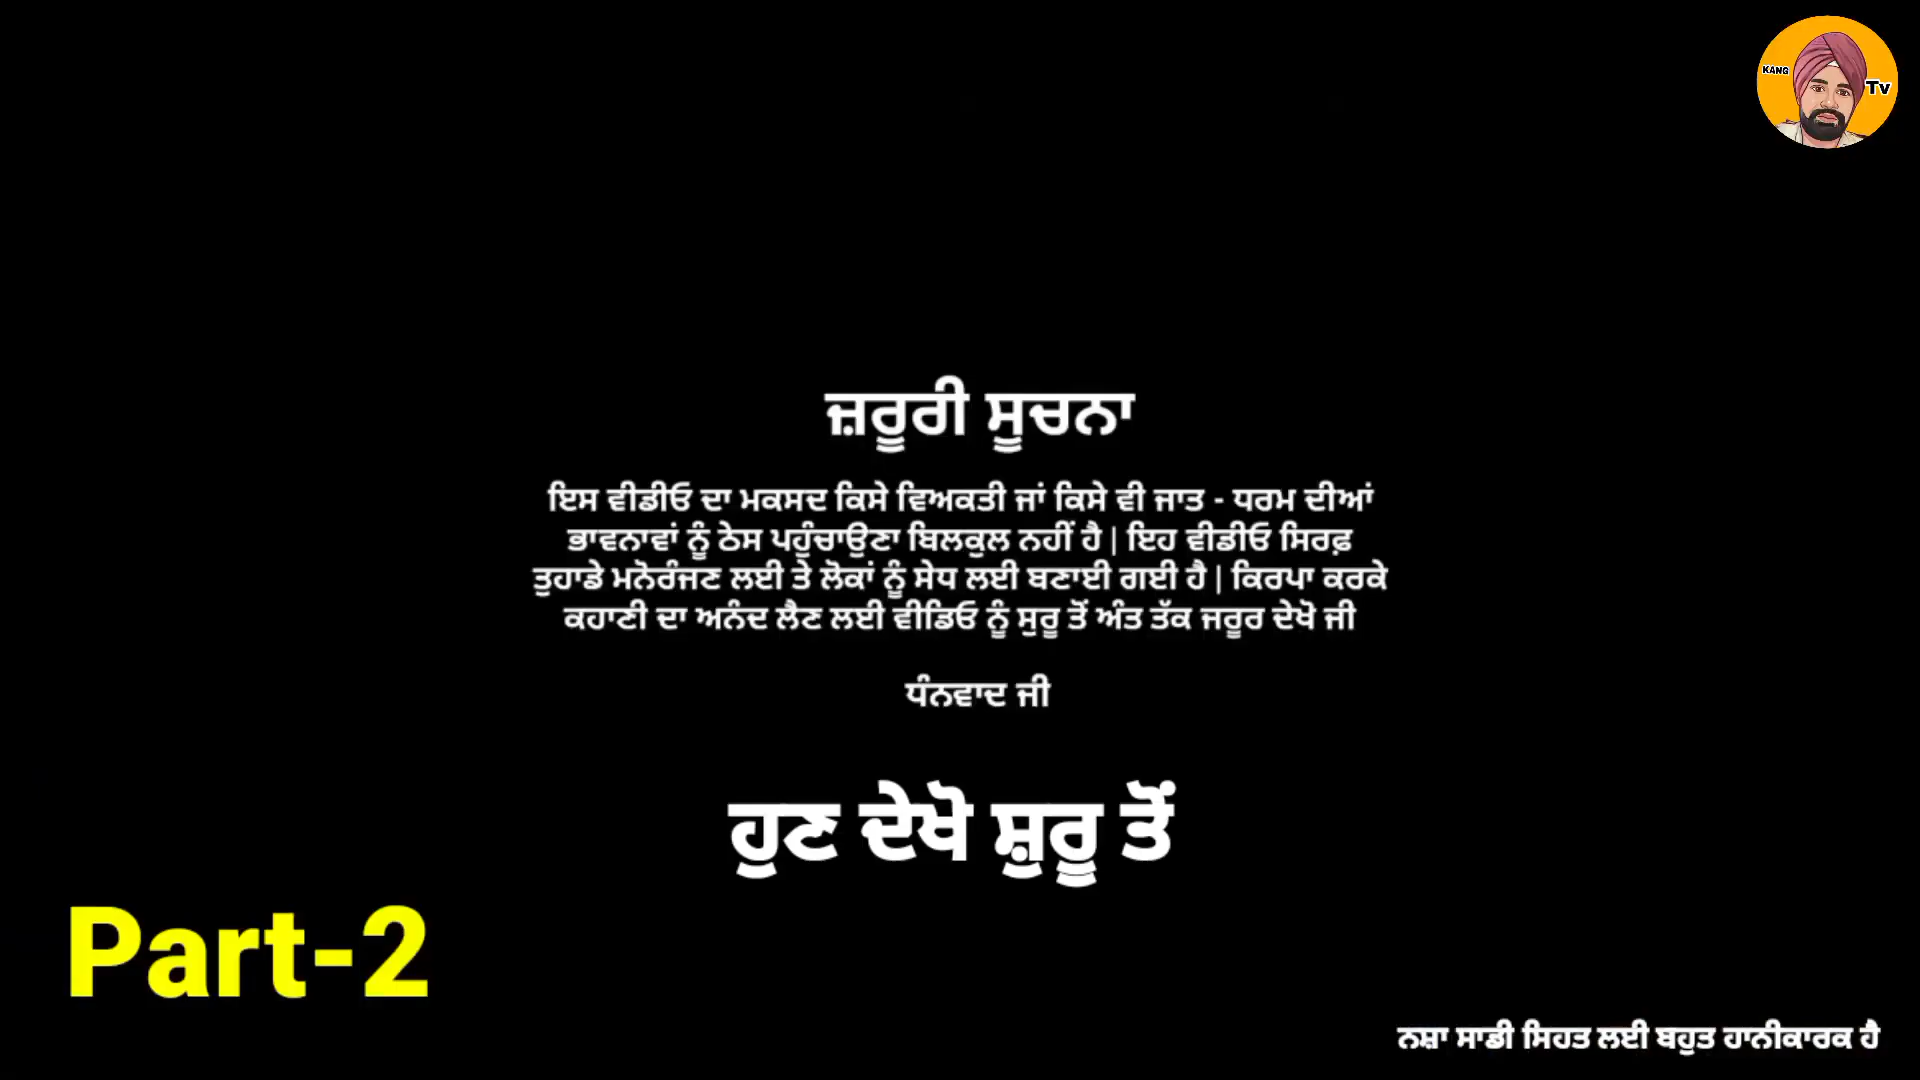 KANG
Tv
ਜ਼ਰੂਰੀ ਸੂਚਨਾ
ਇਸ ਵੀਡੀਓ ਦਾ ਮਕਸਦ ਕਿਸੇ ਵਿਅਕਤੀ ਜਾਂ ਕਿਸੇ ਵੀ ਜਾਤ - ਧਰਮ ਦੀਆਂ
ਭਾਵਨਾਵਾਂ ਨੂੰ ਠੇਸ ਪਹੁੰਚਾਉਣਾ ਬਿਲਕੁਲ ਨਹੀਂ ਹੈ | ਇਹ ਵੀਡੀਓ ਸਿਰਫ਼
ਤੁਹਾਡੇ ਮਨੋਰੰਜਣ ਲਈ ਤੇ ਲੋਕਾਂ ਨੂੰ ਸੇਧ ਲਈ ਬਣਾਈ ਗਈ ਹੈ | ਕਿਰਪਾ ਕਰਕੇ
ਕਹਾਣੀ ਦਾ ਅਨੰਦ ਲੈਣ ਲਈ ਵੀਡਿਓ ਨੂੰ ਸੁਰੂ ਤੋਂ ਅੰਤ ਤੱਕ ਜਰੂਰ ਦੇਖੋ ਜੀ
ਧੰਨਵਾਦ ਜੀ
ਹੁਣ ਦੇਖੋ ਸ਼ੁਰੂ ਤੋਂ
Part-2
ਨਸ਼ਾ ਸਾਡੀ ਸਿਹਤ ਲਈ ਬਹੁਤ ਹਾਨੀਕਾਰਕ ਹੈ